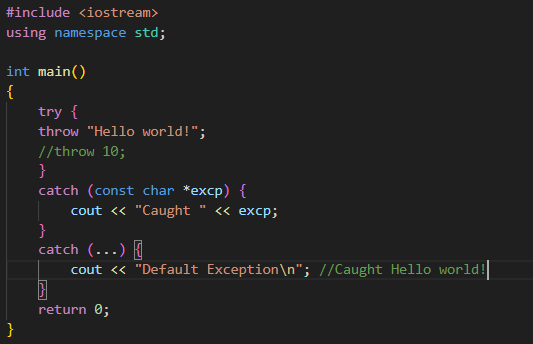 #include <iostream>
using namespace std;

int main()
{
    try {
    throw "Hello world!";
    //throw 10;
    }
    catch (const char *excp) {
        cout << "Caught " << excp;
    }
    catch (...) {
        cout << "Default Exception\n"; //Caught Hello world!
    }
    return 0;
}